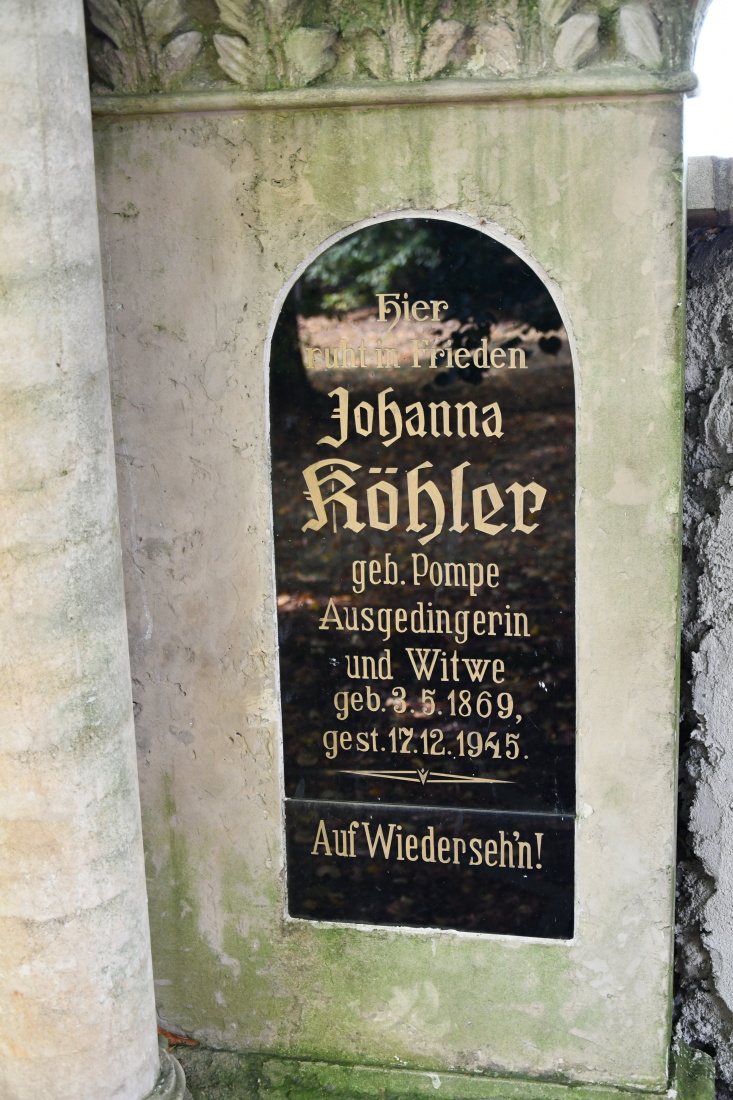 Hier
ruht in Frieden
Johanna
Köhler
geb. Pompe
Ausgedingerin
und Witwe
geb. 3.5.1869,
gest. 17.12.1945.
Auf Wiederseh'n!